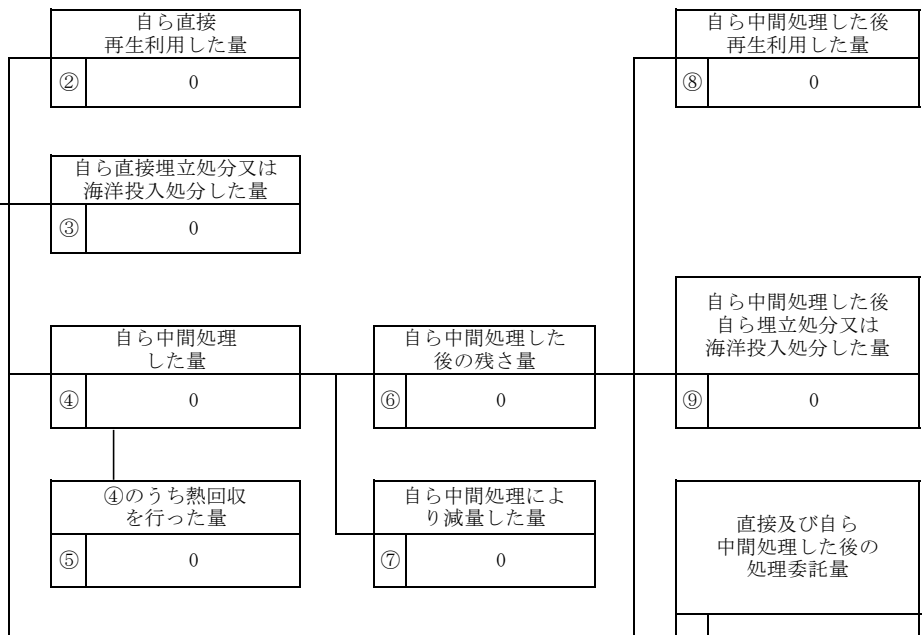 自ら直接
再生利用した量
② 0
自ら中間処理した後
再生利用した量
⑧ 0
自ら直接埋立処分又は
海洋投入処分した量
③ 0
自ら中間処理
した量
④ 0
自ら中間処理した
後の残さ量
⑥ 0
自ら中間処理した後
自ら埋立処分又は
海洋投入処分した量
⑨ 0
④のうち熱回収
を行った量
⑤ 0
自ら中間処理によ
り減量した量
⑦ 0
直接及び自ら
中間処理した後の
処理委託量